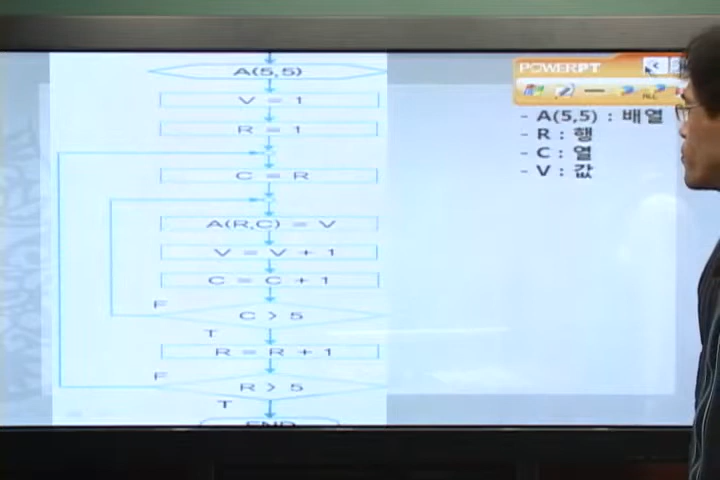 A(5,5)
V = 1
R = 1
C = R
A(R,C) = V
V = V + 1
C = C + 1
F
C > 5
T
R = R + 1
F
R > 5
T
END
POWERPT
- A(5,5) : 배열
- R : 행
- C : 열
- V : 값